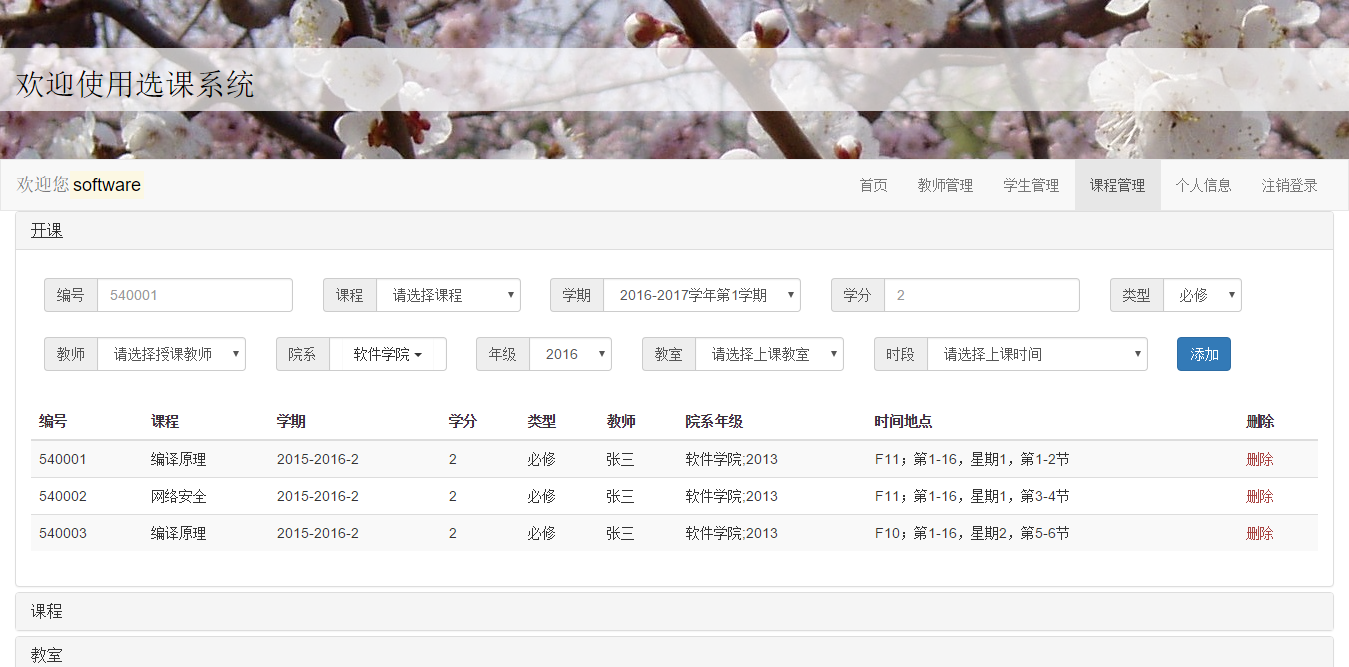 欢迎使用选课系统
欢迎您 software 首页 教师管理 学生管理 课程管理 个人信息 注销登录
开课
编号 540001 课程 请选择课程 学期 2016-2017学年第1学期 学分 2 类型 必修
教师 请选择授课教师 院系 软件学院 年级 2016 教室 请选择上课教室 时段 请选择上课时间 添加
编号 课程 学期 学分 类型 教师 院系年级 时间地点 删除
540001 编译原理 2015-2016-2 2 必修 张三 软件学院;2013 F11；第1-16，星期1，第1-2节 删除
540002 网络安全 2015-2016-2 2 必修 张三 软件学院;2013 F11；第1-16，星期1，第3-4节 删除
540003 编译原理 2015-2016-2 2 必修 张三 软件学院;2013 F10；第1-16，星期2，第5-6节 删除
课程
教室